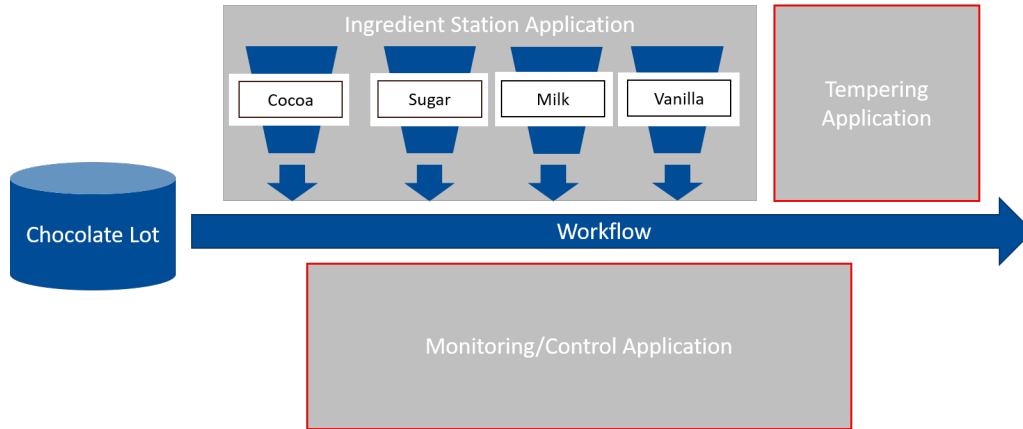 Ingredient Station Application
Cocoa
Sugar
Milk
Vanilla
Tempering
Application
Chocolate Lot
Workflow
Monitoring/Control Application